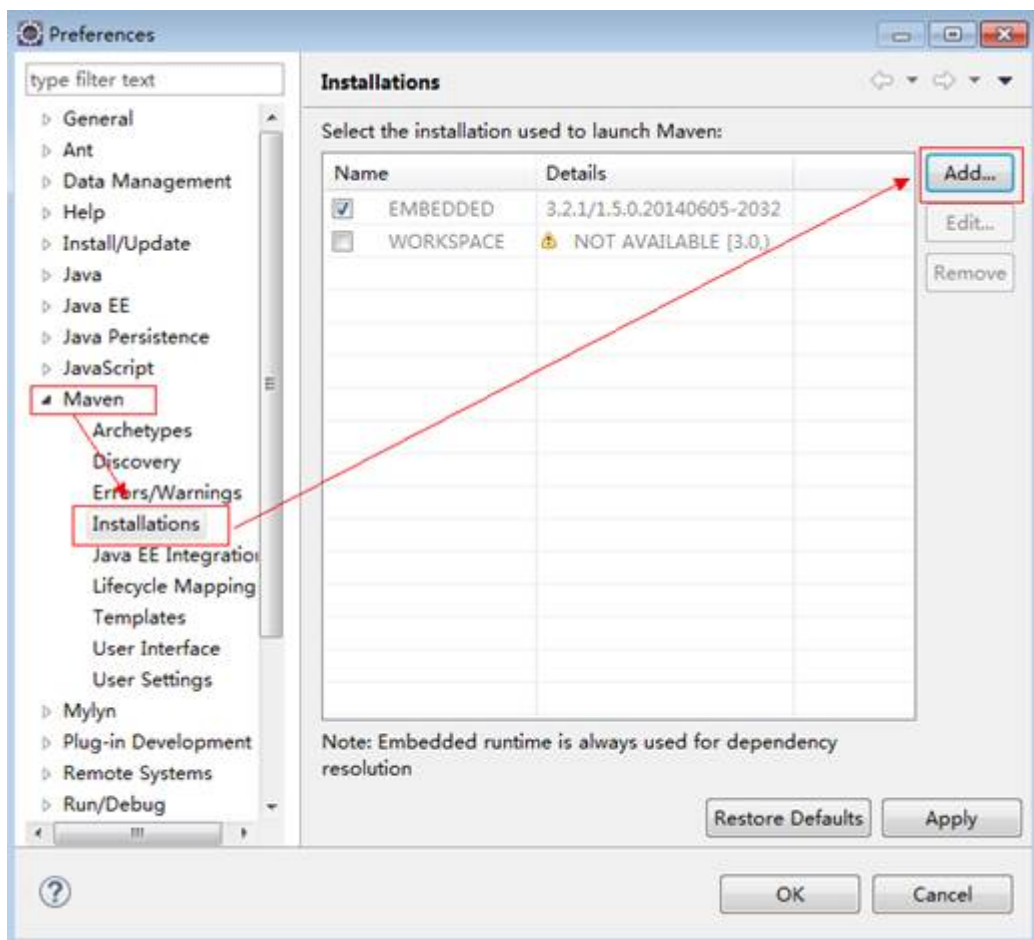 Preferences
type filter text
General
Ant
Data Management
Help
Install/Update
Java
Java EE
Java Persistence
JavaScript
Maven
Archetypes
Discovery
Errors/Warnings
Installations
Java EE Integration
Lifecycle Mapping
Templates
User Interface
User Settings
Mylyn
Plug-in Development
Remote Systems
Run/Debug
Installations
Select the installation used to launch Maven:
Name Details
EMBEDDED 3.2.1/1.5.0.20140605-2032
WORKSPACE NOT AVAILABLE [3.0,)
Add...
Edit...
Remove
Note: Embedded runtime is always used for dependency
resolution
Restore Defaults Apply
OK Cancel